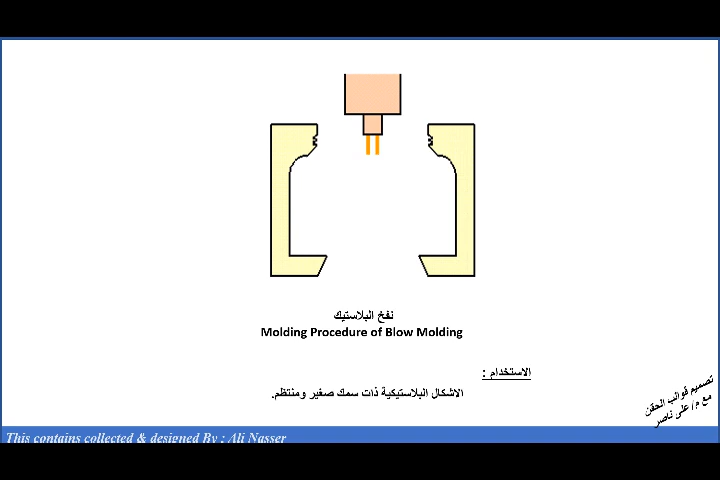 نفخ البلاستيك
Molding Procedure of Blow Molding
الاستخدام :
الاشكال البلاستيكية ذات سمك صغير ومنتظم.
تصميم قوالب الحقن
مع م/ على ناصر
This contains collected & designed By : Ali Nasser